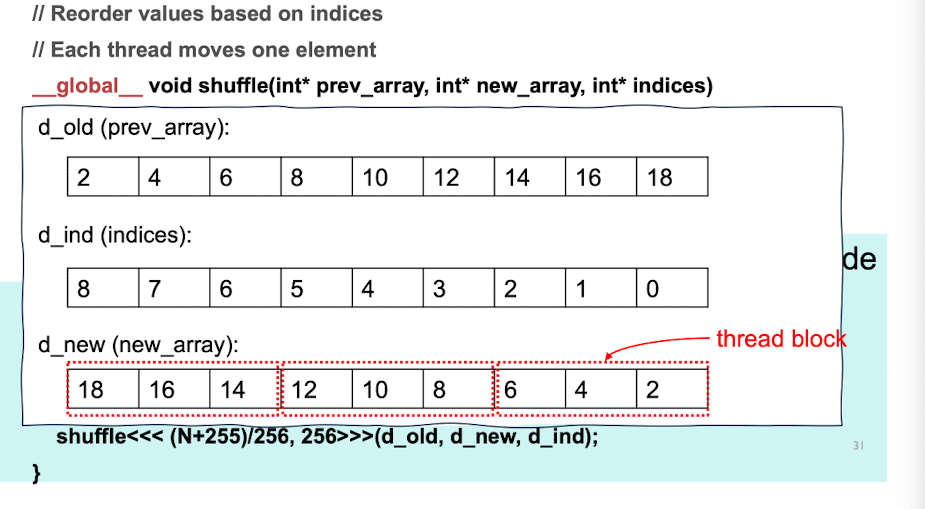 // Reorder values based on indices
// Each thread moves one element
__global__ void shuffle(int* prev_array, int* new_array, int* indices)
d_old (prev_array):
2 4 6 8 10 12 14 16 18
d_ind (indices):
de
8 7 6 5 4 3 2 1 0
d_new (new_array):
thread block
18 16 14 12 10 8 6 4 2
shuffle<<< (N+255)/256, 256>>>(d_old, d_new, d_ind);
31
}